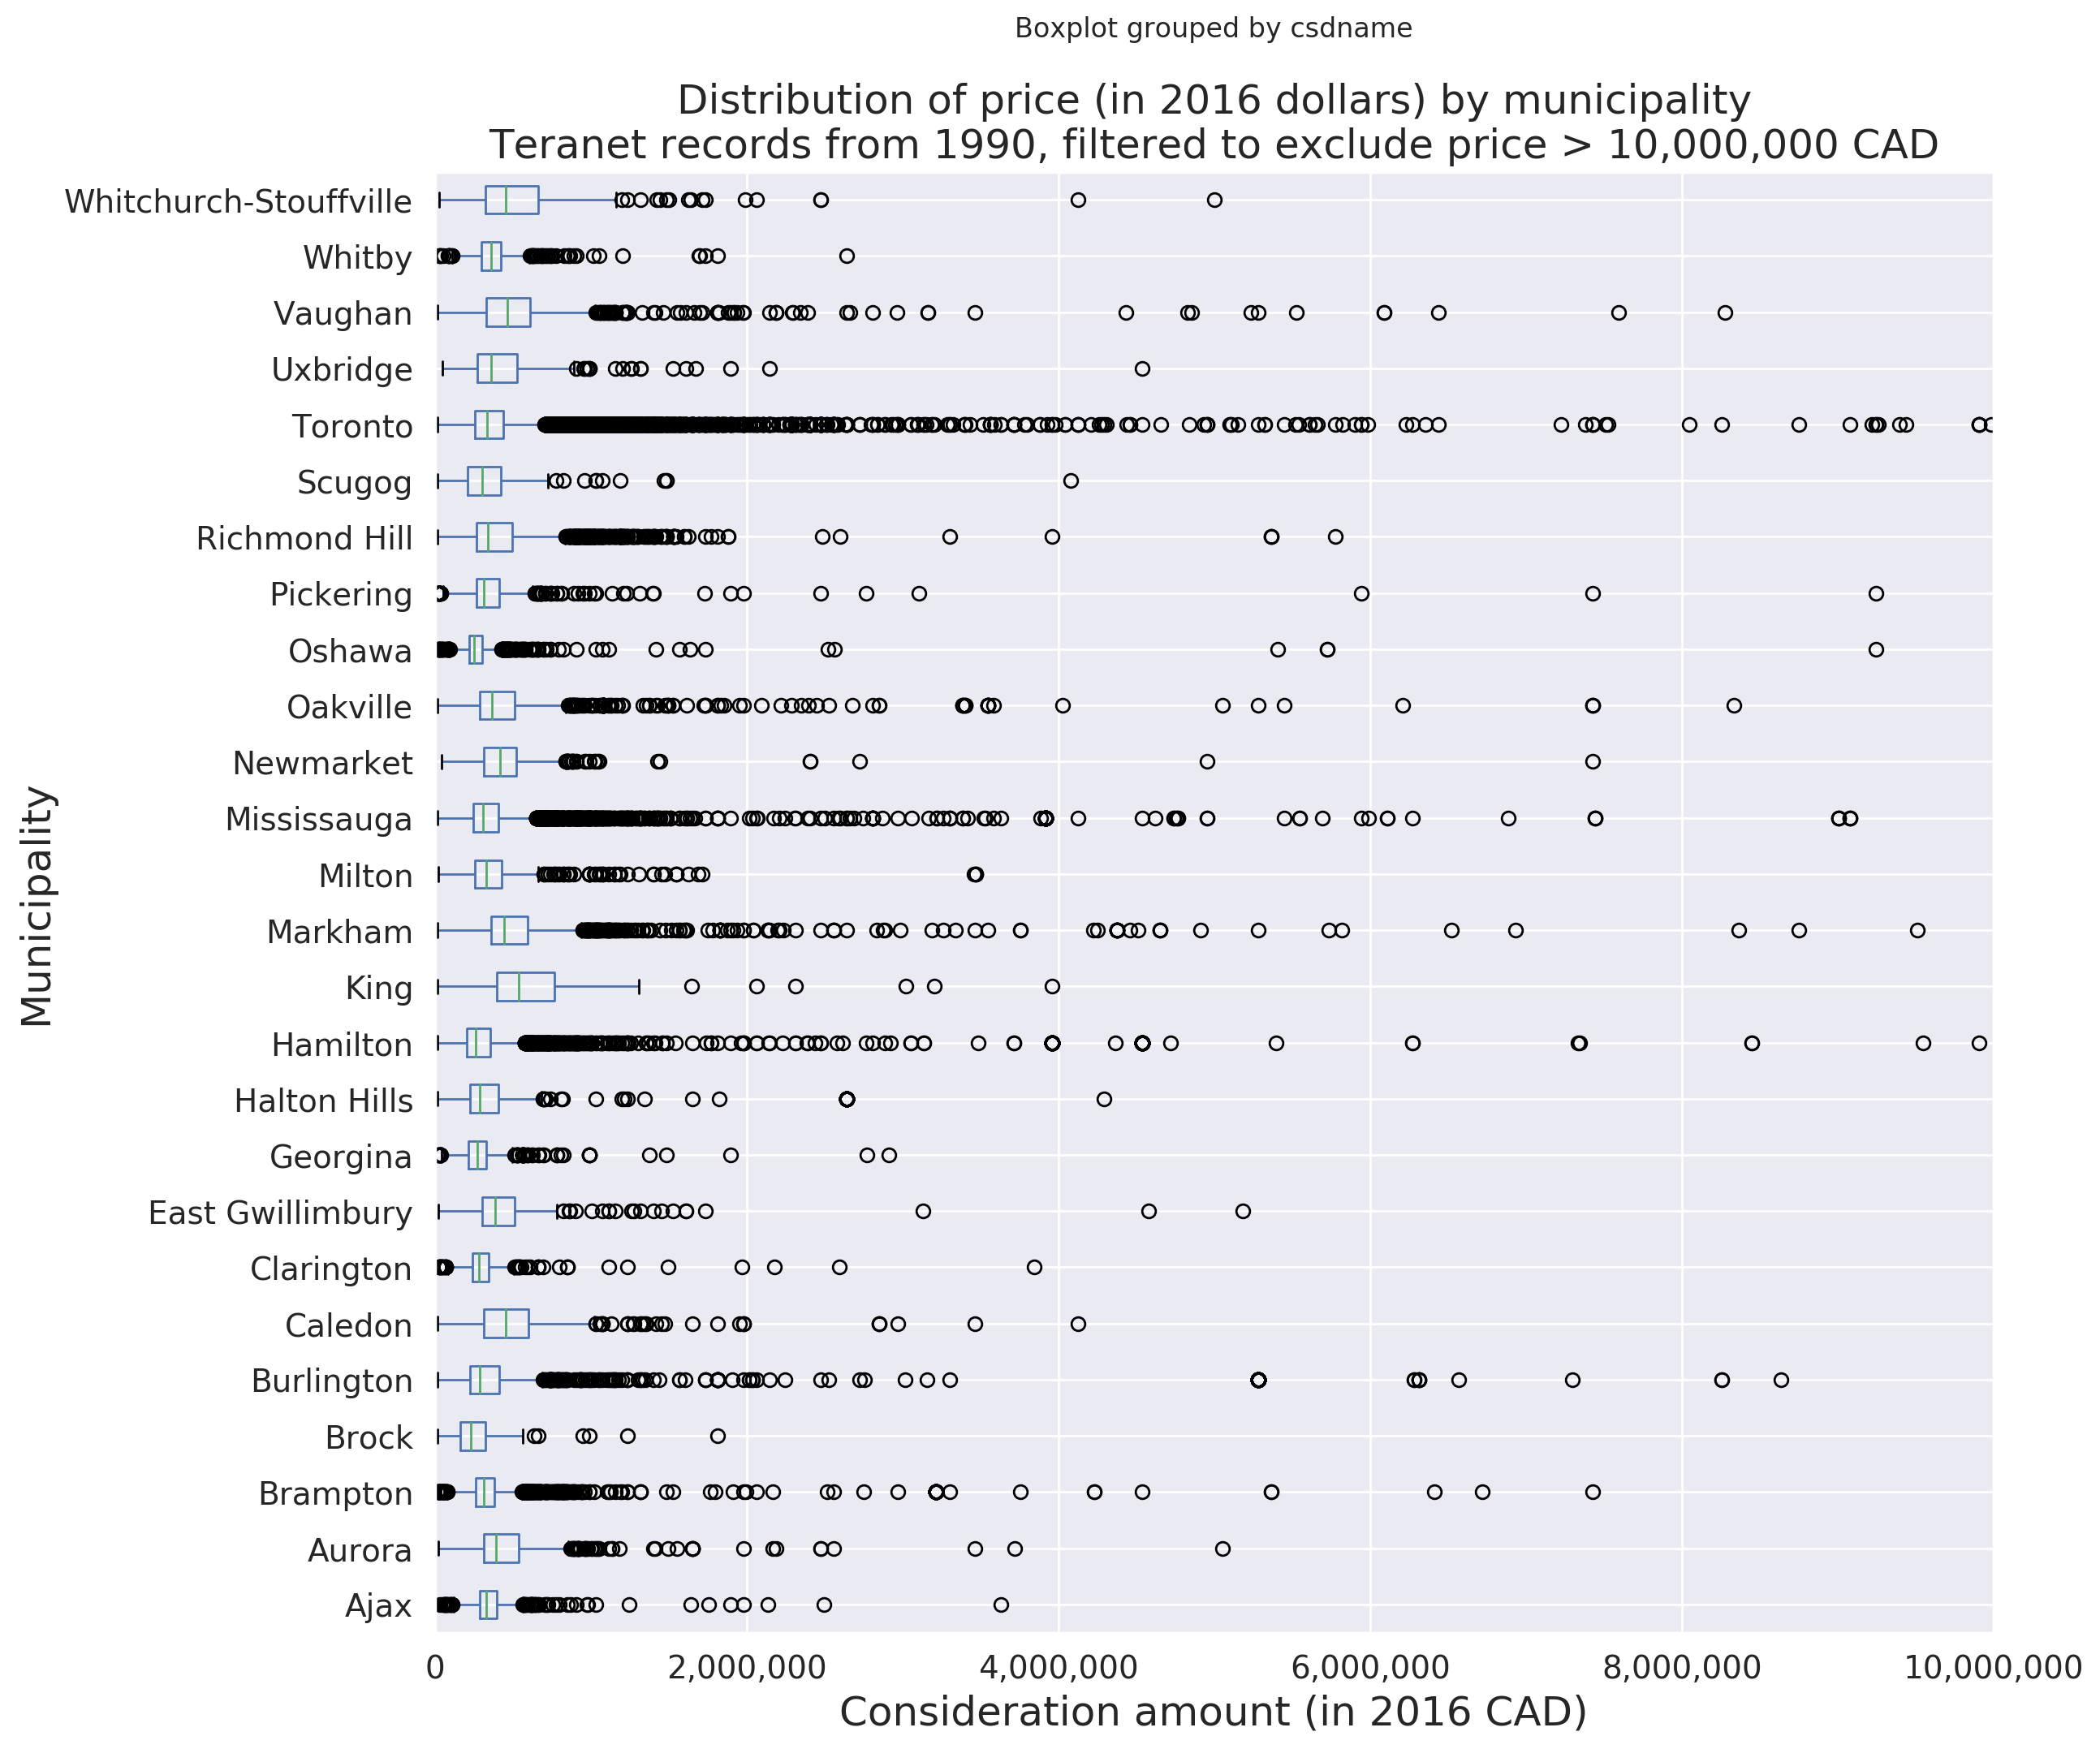 Boxplot grouped by csdname
Distribution of price (in 2016 dollars) by municipality
Teranet records from 1990, filtered to exclude price > 10,000,000 CAD
Whitchurch-Stouffville
Whitby
Vaughan
Uxbridge
Toronto
Scugog
Richmond Hill
Pickering
Oshawa
Oakville
Newmarket
Mississauga
Milton
Markham
King
Hamilton
Halton Hills
Georgina
East Gwillimbury
Clarington
Caledon
Burlington
Brock
Brampton
Aurora
Ajax
Municipality
0 2,000,000 4,000,000 6,000,000 8,000,000 10,000,000
Consideration amount (in 2016 CAD)